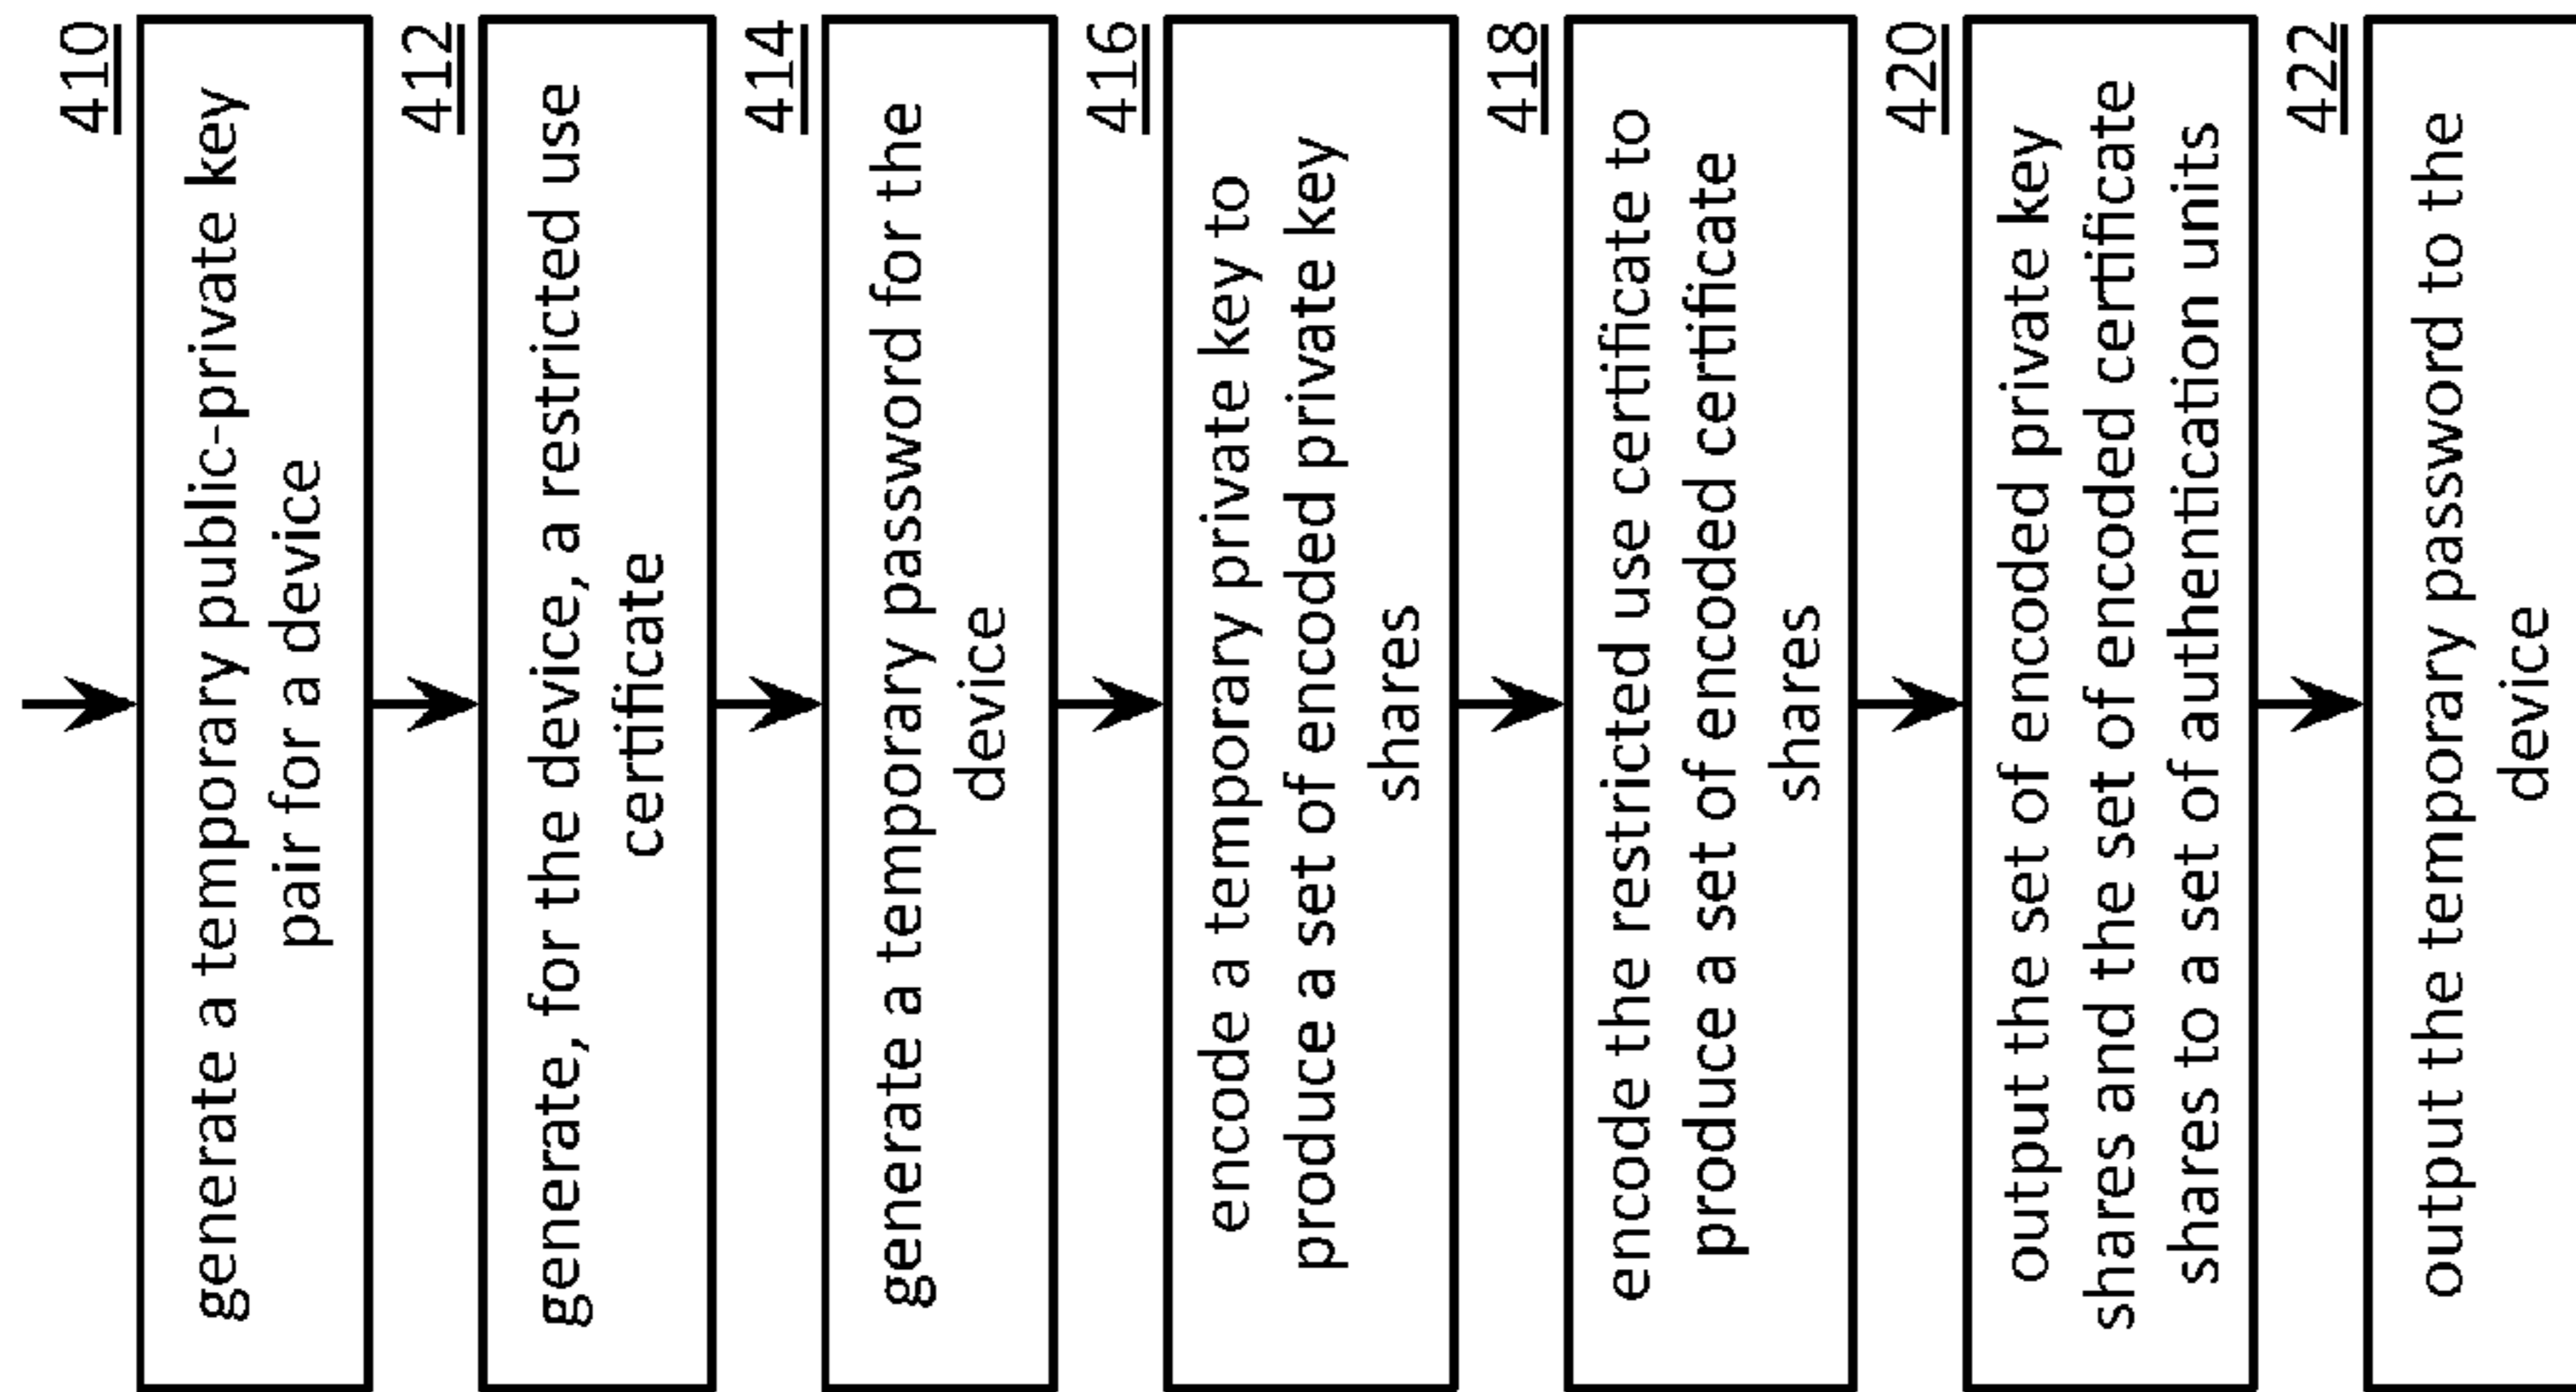 410
generate a temporary public-private key
pair for a device
412
generate, for the device, a restricted use
certificate
414
generate a temporary password for the
device
416
encode a temporary private key to
produce a set of encoded private key
shares
418
encode the restricted use certificate to
produce a set of encoded certificate
shares
420
output the set of encoded private key
shares and the set of encoded certificate
shares to a set of authentication units
422
output the temporary password to the
device